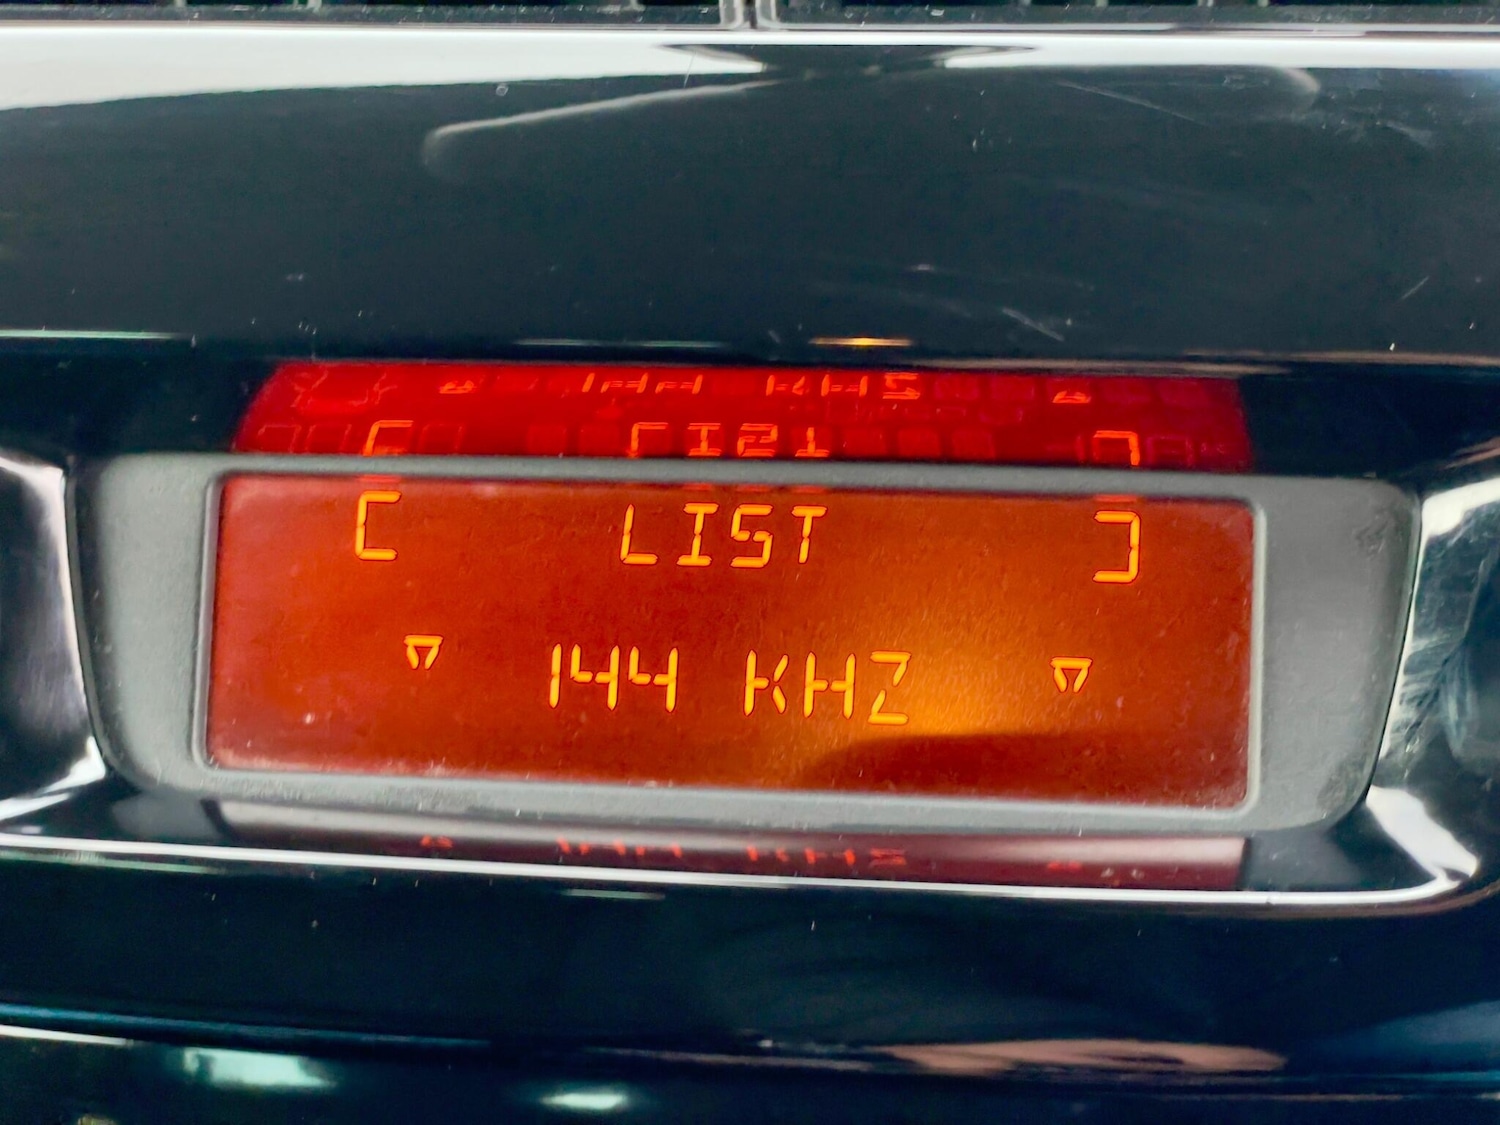 [ LIST ]
144 KHZ